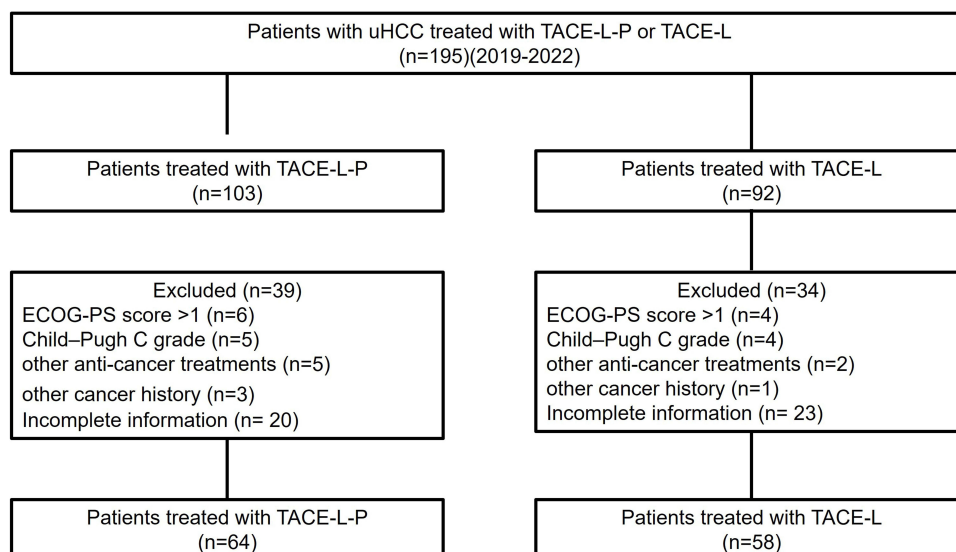 Patients with uHCC treated with TACE-L-P or TACE-L
(n=195)(2019-2022)
Patients treated with TACE-L-P
(n=103)
Patients treated with TACE-L
(n=92)
Excluded (n=39)
ECOG-PS score >1 (n=6)
Child–Pugh C grade (n=5)
other anti-cancer treatments (n=5)
other cancer history (n=3)
Incomplete information (n= 20)
Excluded (n=34)
ECOG-PS score >1 (n=4)
Child–Pugh C grade (n=4)
other anti-cancer treatments (n=2)
other cancer history (n=1)
Incomplete information (n= 23)
Patients treated with TACE-L-P
(n=64)
Patients treated with TACE-L
(n=58)